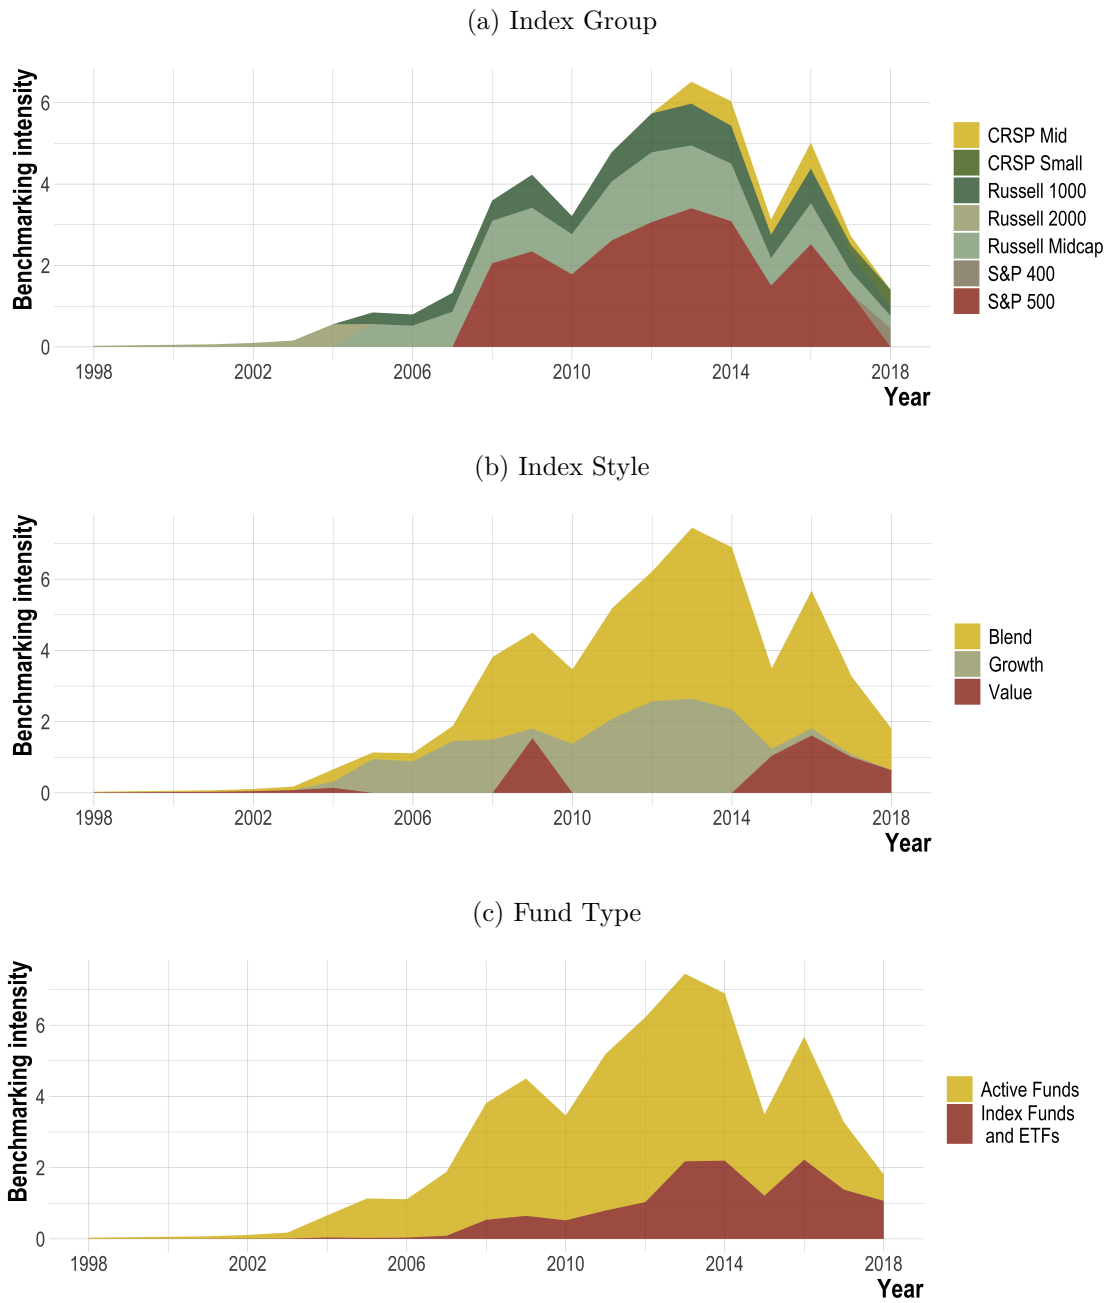 (a) Index Group
Benchmarking intensity
6
4
2
0
1998 2002 2006 2010 2014 2018
Year
CRSP Mid
CRSP Small
Russell 1000
Russell 2000
Russell Midcap
S&P 400
S&P 500
(b) Index Style
Benchmarking intensity
6
4
2
0
1998 2002 2006 2010 2014 2018
Year
Blend
Growth
Value
(c) Fund Type
Benchmarking intensity
6
4
2
0
1998 2002 2006 2010 2014 2018
Year
Active Funds
Index Funds
and ETFs